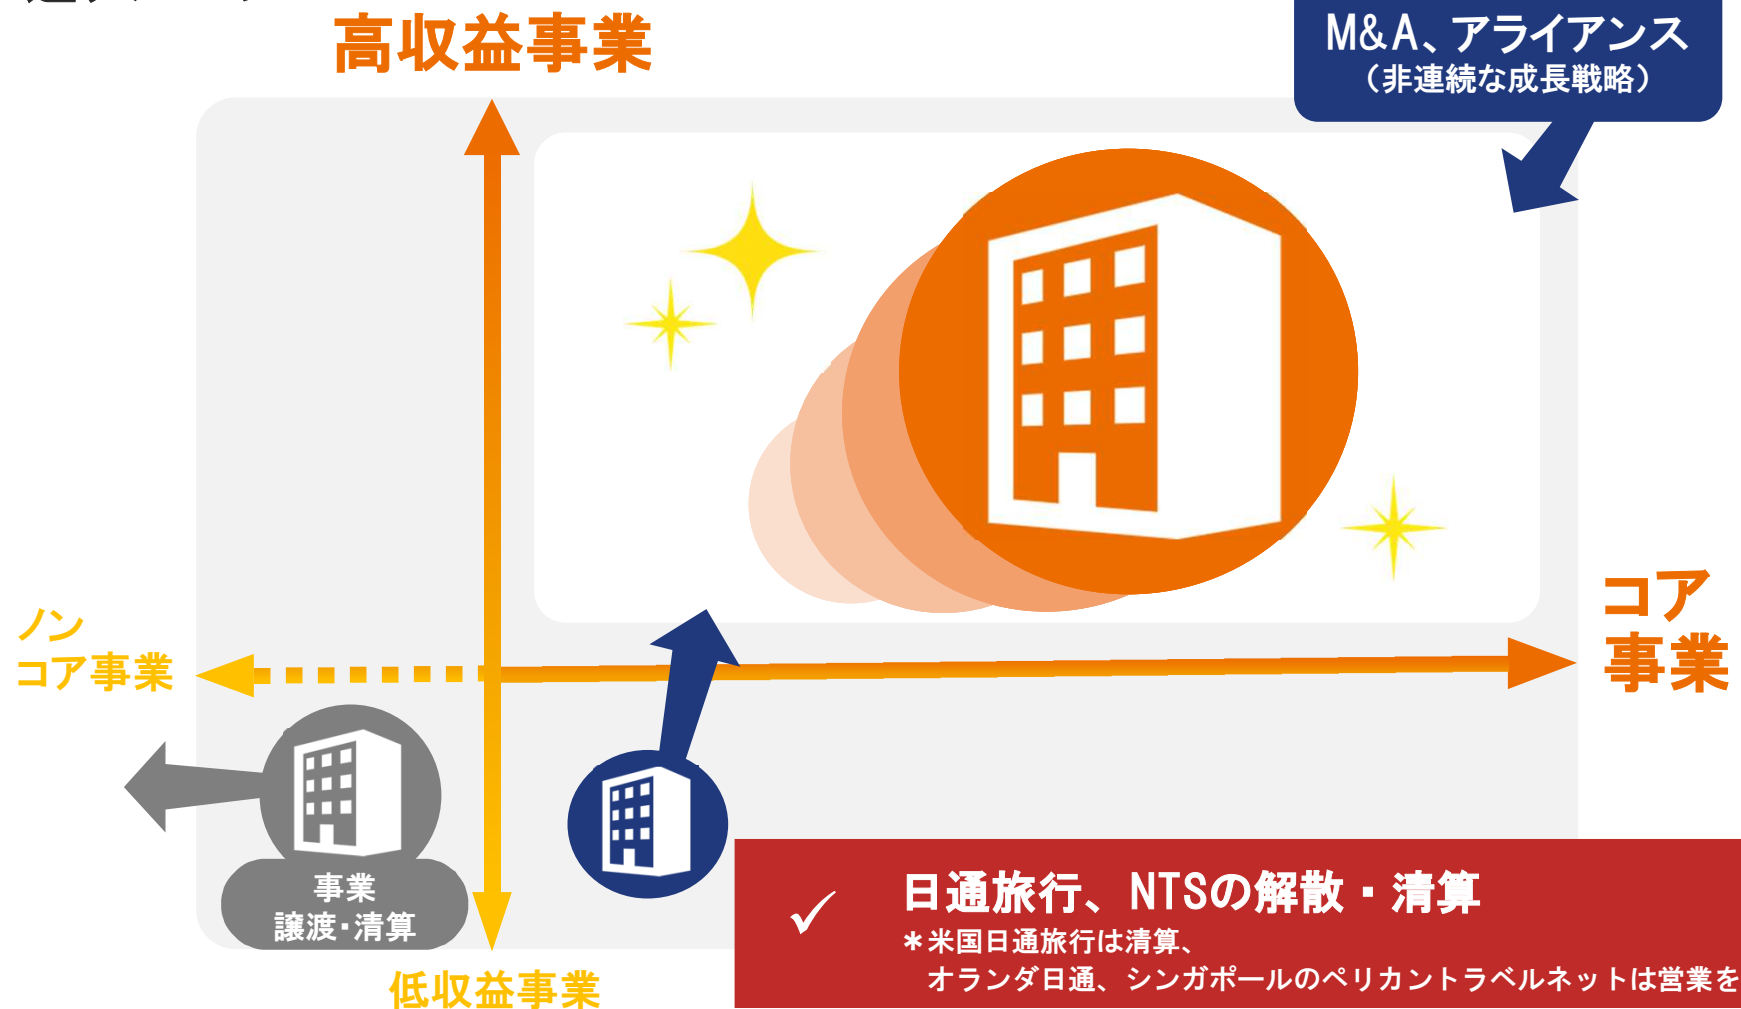 高収益事業
M&A、アライアンス
（非連続な成長戦略）
ノン
コア事業
コア
事業
事業
譲渡・清算
低収益事業
日通旅行、NTSの解散・清算
＊米国日通旅行は清算、
オランダ日通、シンガポールのペリカントラベルネットは営業を